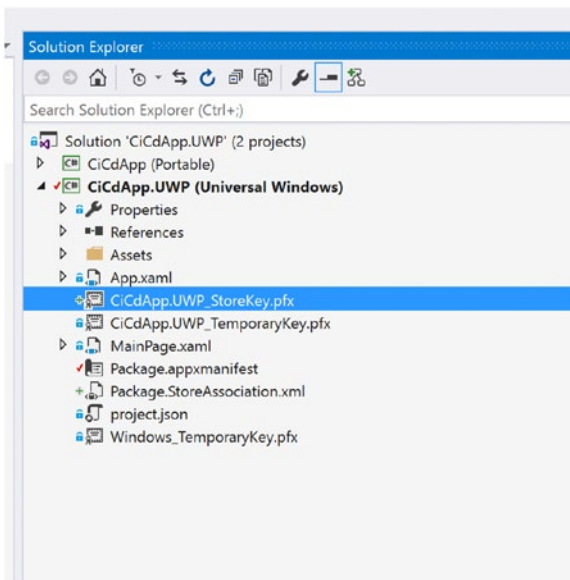 Solution Explorer
Search Solution Explorer (Ctrl+;)
Solution 'CiCdApp.UWP' (2 projects)
C# CiCdApp (Portable)
C# CiCdApp.UWP (Universal Windows)
Properties
References
Assets
App.xaml
CiCdApp.UWP_StoreKey.pfx
CiCdApp.UWP_TemporaryKey.pfx
MainPage.xaml
Package.appxmanifest
Package.StoreAssociation.xml
project.json
Windows_TemporaryKey.pfx